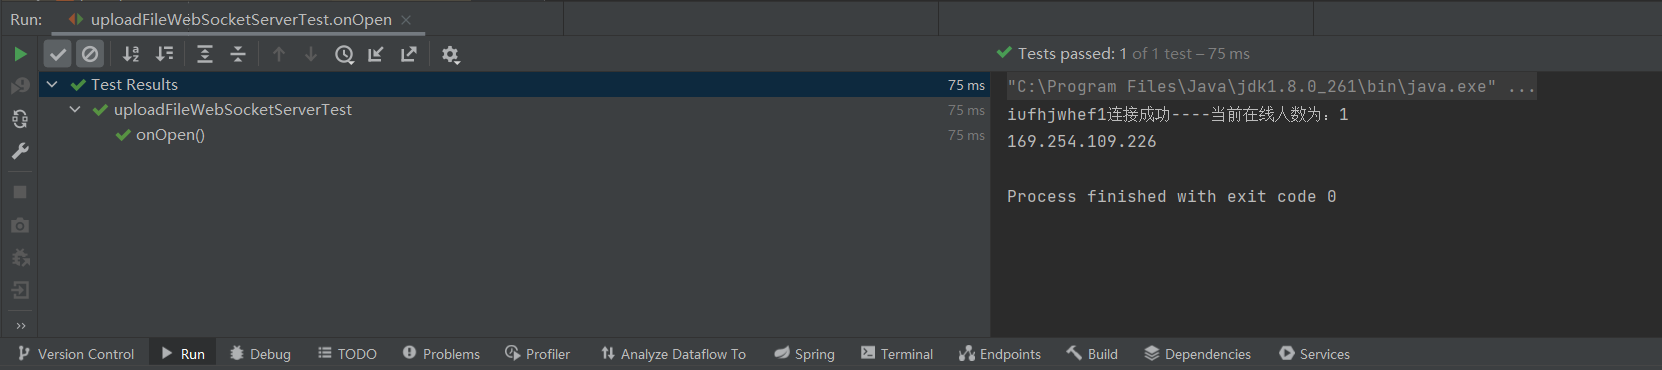 Run: uploadFileWebSocketServerTest.onOpen
Tests passed: 1 of 1 test – 75 ms
Test Results 75 ms
uploadFileWebSocketServerTest 75 ms
onOpen() 75 ms
"C:\Program Files\Java\jdk1.8.0_261\bin\java.exe" ...
iufhjwhef1连接成功----当前在线人数为：1
169.254.109.226
Process finished with exit code 0
Version Control Run Debug TODO Problems Profiler Analyze Dataflow To Spring Terminal Endpoints Build Dependencies Services